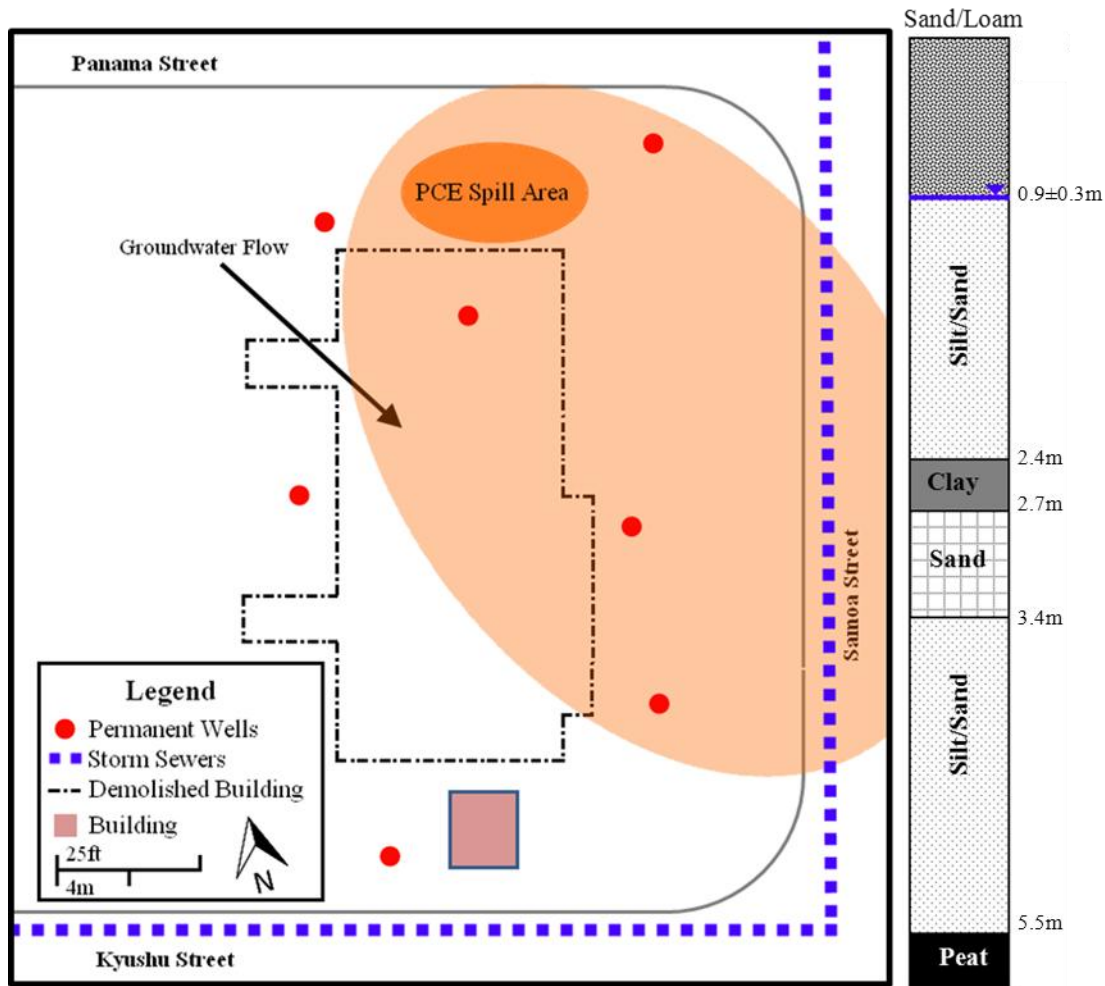 Sand/Loam
Panama Street
PCE Spill Area
0.9±0.3m
Groundwater Flow
Silt/Sand
2.4m
Clay
2.7m
Sand
Samoa Street
3.4m
Silt/Sand
Legend
Permanent Wells
Storm Sewers
Demolished Building
Building
25ft
4m
N
5.5m
Peat
Kyushu Street